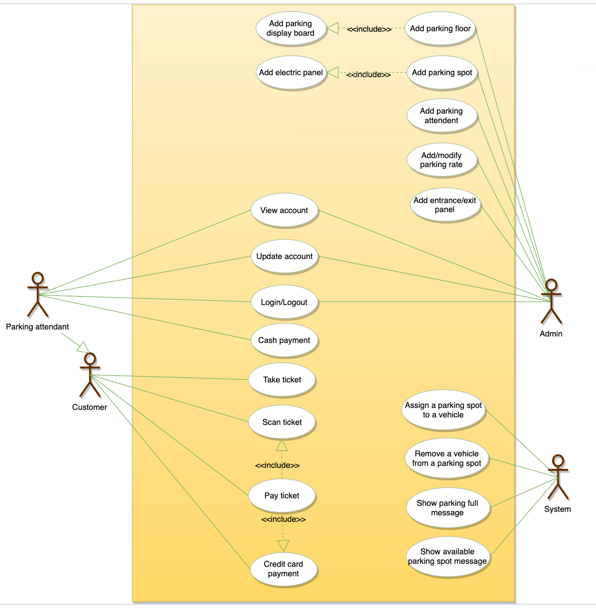 Add parking
display board
<<include>>
Add parking floor
Add electric panel
<<include>>
Add parking spot
Add parking
attendent
Add/modify
parking rate
Add entrance/exit
panel
View account
Update account
Login/Logout
Parking attendant
Admin
Cash payment
Customer
Take ticket
Scan ticket
Assign a parking spot
to a vehicle
<<include>>
Remove a vehicle
from a parking spot
Pay ticket
Show parking full
message
System
<<include>>
Show available
parking spot message
Credit card
payment